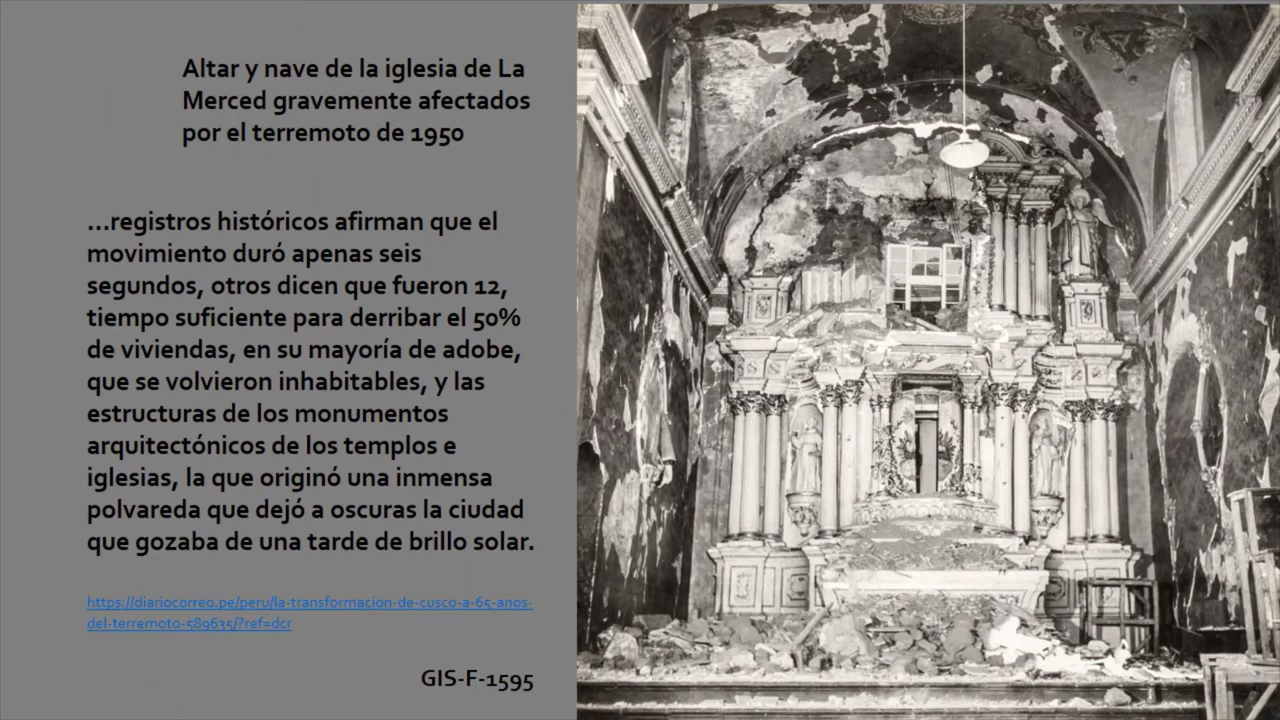 Altar y nave de la iglesia de La
Merced gravemente afectados
por el terremoto de 1950
...registros históricos afirman que el
movimiento duró apenas seis
segundos, otros dicen que fueron 12,
tiempo suficiente para derribar el 50%
de viviendas, en su mayoría de adobe,
que se volvieron inhabitables, y las
estructuras de los monumentos
arquitectónicos de los templos e
iglesias, la que originó una inmensa
polvareda que dejó a oscuras la ciudad
que gozaba de una tarde de brillo solar.
https://diariocorreo.pe/peru/la-transformacion-de-cusco-a-65-anos-
del-terremoto-589635/?ref=dcr
GIS-F-1595